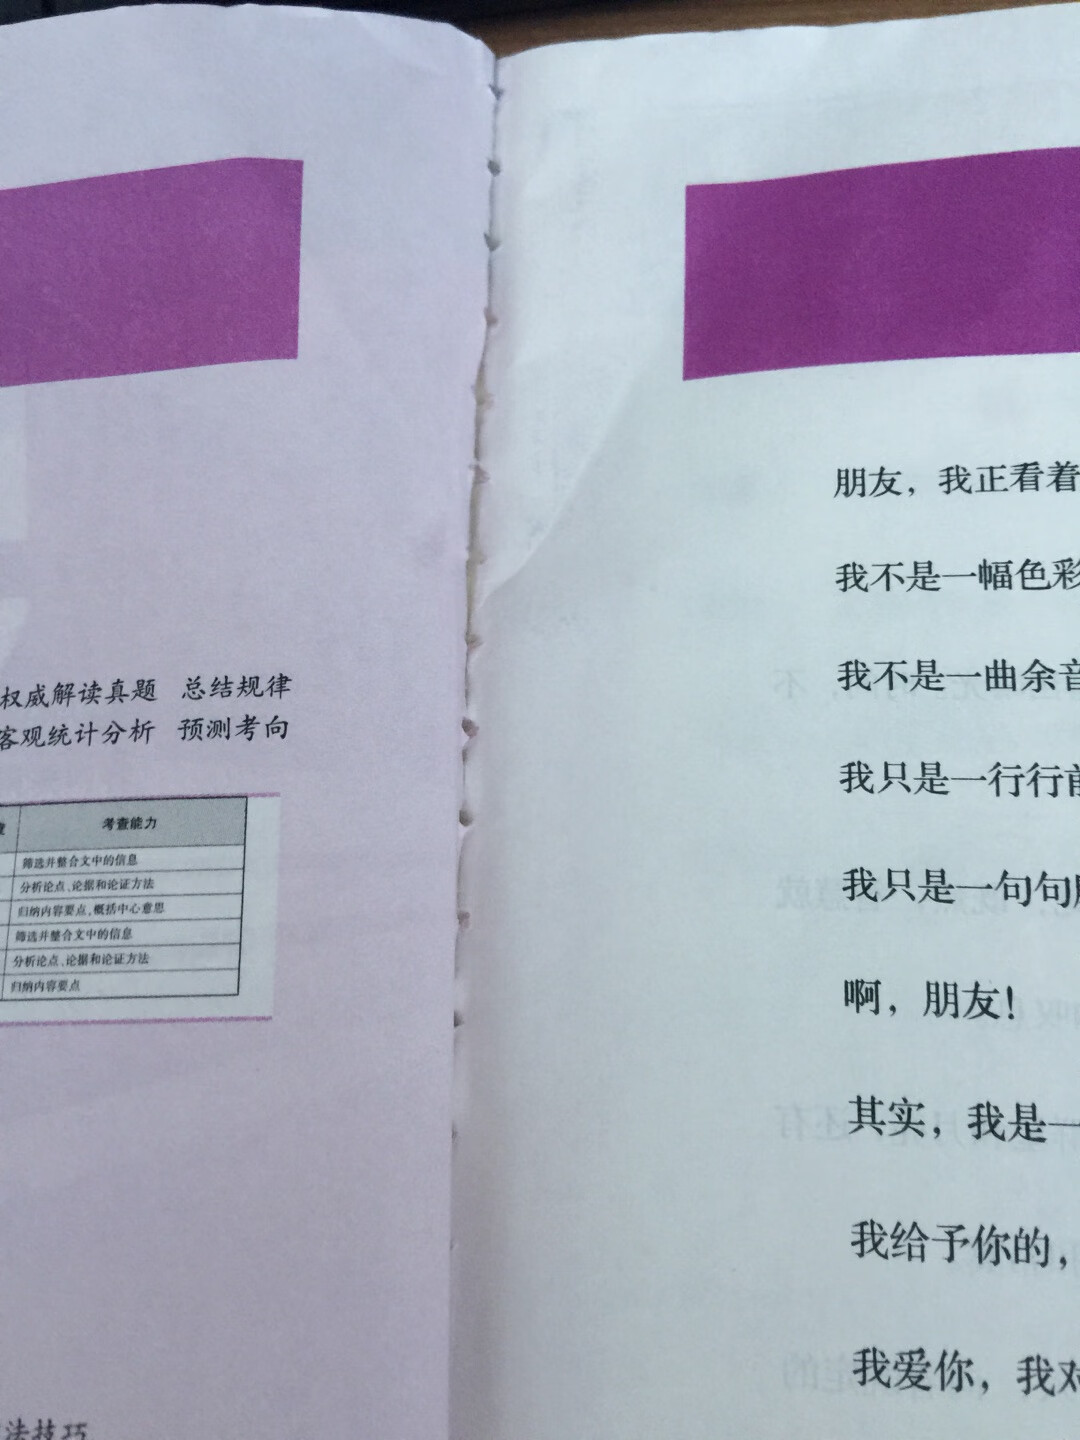 权威解读真题 总结规律
客观统计分析 预测考向
考查能力
筛选并整合文中的信息
分析论点、论据和论证方法
归纳内容要点,概括中心意思
筛选并整合文中的信息
分析论点、论据和论证方法
归纳内容要点
法技巧
朋友，我正看着
我不是一幅色彩
我不是一曲余音
我只是一行行前
我只是一句句
啊，朋友！
其实，我是一
我给予你的，
我爱你，我对